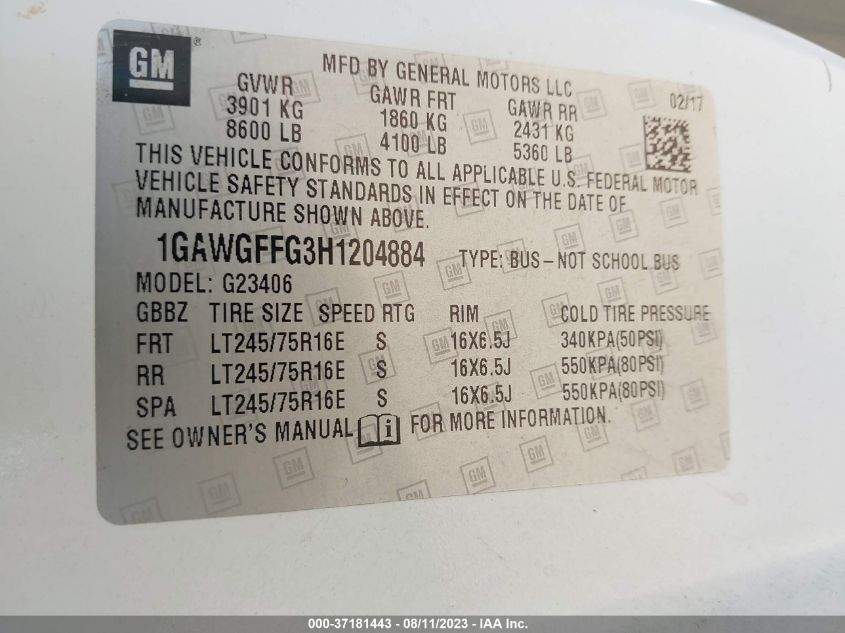 GM ®
MFD BY GENERAL MOTORS LLC
02/17
GVWR GAWR FRT GAWR RR
3901 KG 1860 KG 2431 KG
8600 LB 4100 LB 5360 LB
THIS VEHICLE CONFORMS TO ALL APPLICABLE U.S. FEDERAL MOTOR
VEHICLE SAFETY STANDARDS IN EFFECT ON THE DATE OF
MANUFACTURE SHOWN ABOVE.
1GAWGFFG3H1204884 TYPE: BUS–NOT SCHOOL BUS
MODEL: G23406
GBBZ TIRE SIZE SPEED RTG RIM COLD TIRE PRESSURE
FRT LT245/75R16E S 16X6.5J 340KPA(50PSI)
RR LT245/75R16E S 16X6.5J 550KPA(80PSI)
SPA LT245/75R16E S 16X6.5J 550KPA(80PSI)
SEE OWNER'S MANUAL i FOR MORE INFORMATION.
000-37181443 - 08/11/2023 - IAA Inc.